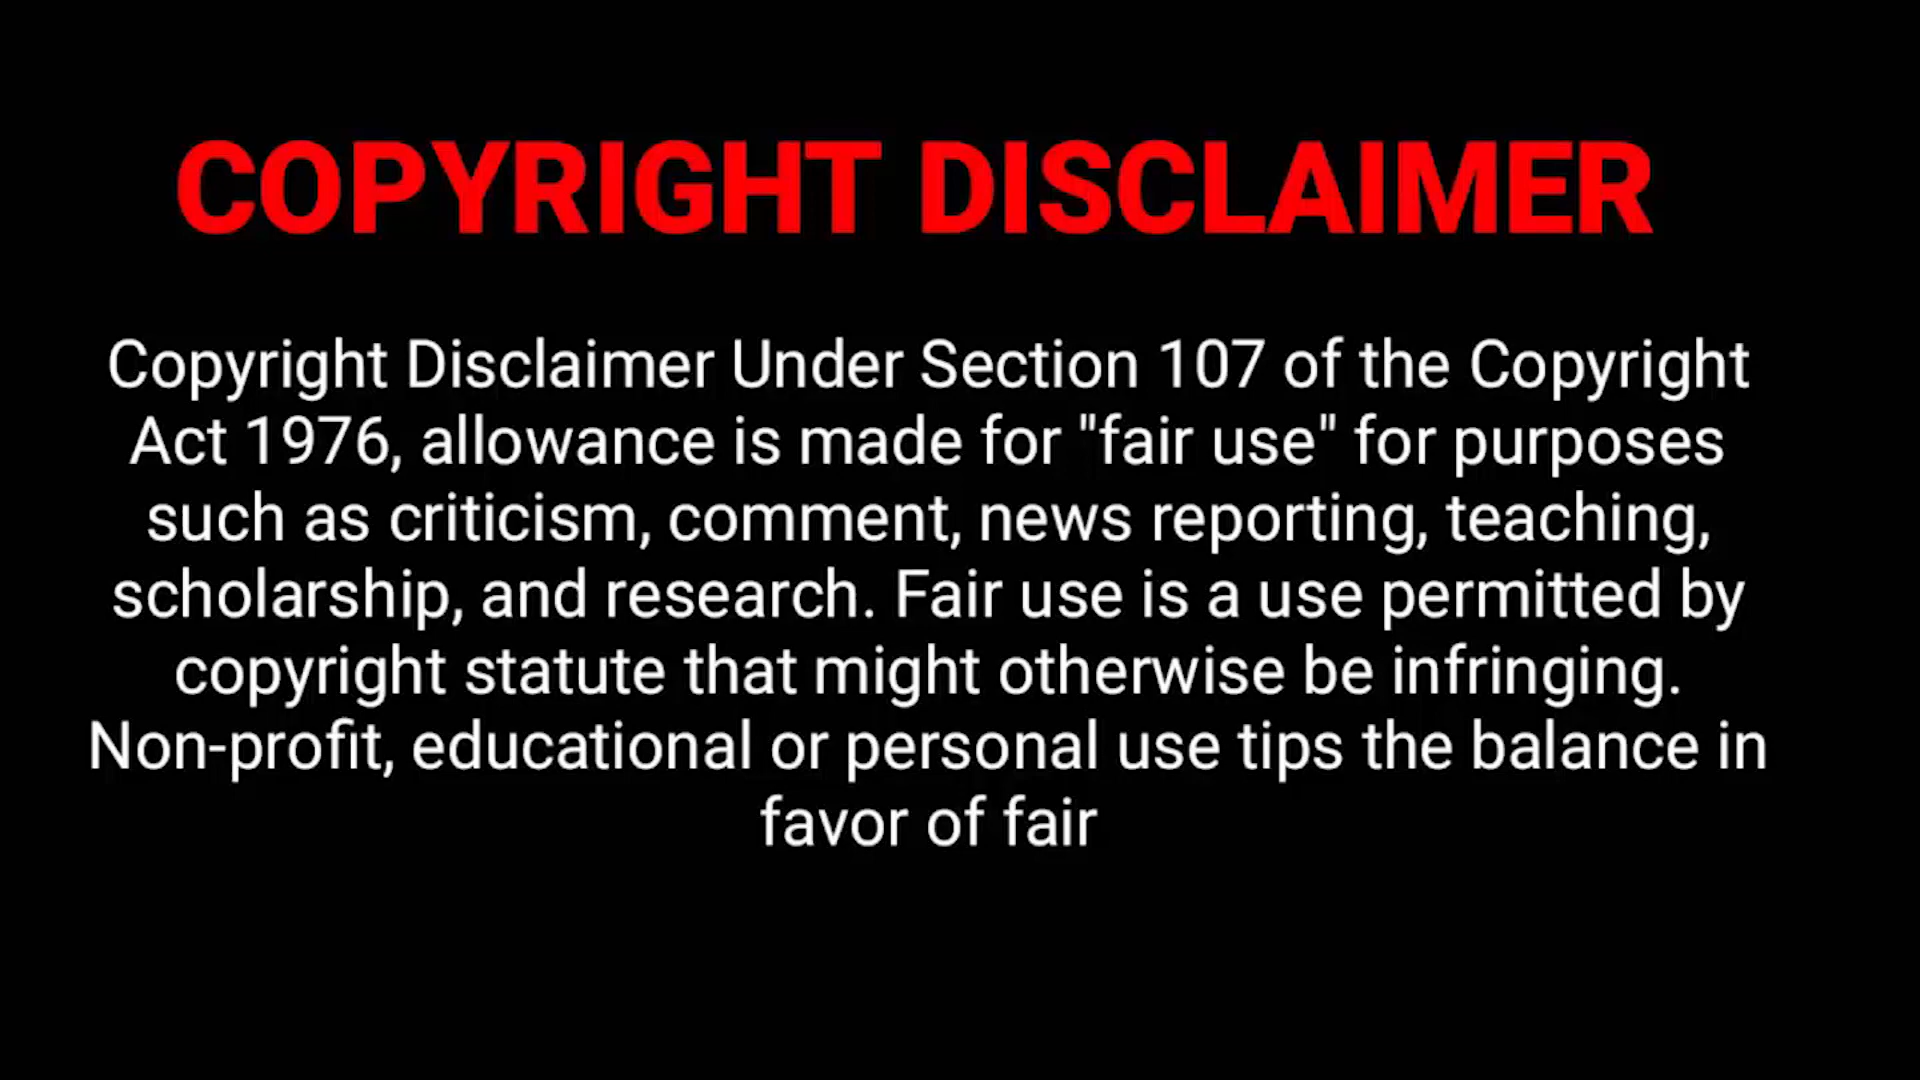 COPYRIGHT DISCLAIMER
Copyright Disclaimer Under Section 107 of the Copyright
Act 1976, allowance is made for "fair use" for purposes
such as criticism, comment, news reporting, teaching,
scholarship, and research. Fair use is a use permitted by
copyright statute that might otherwise be infringing.
Non-profit, educational or personal use tips the balance in
favor of fair